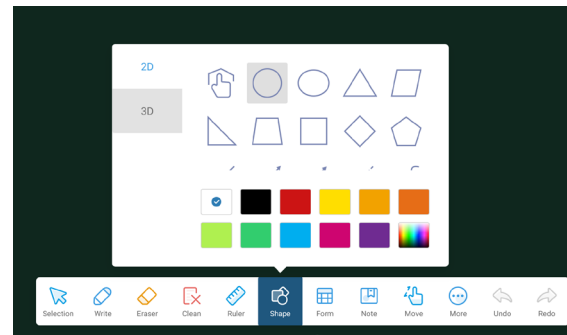 2D
3D
Selection Write Eraser Clean Ruler Shape Form Note Move More Undo Redo